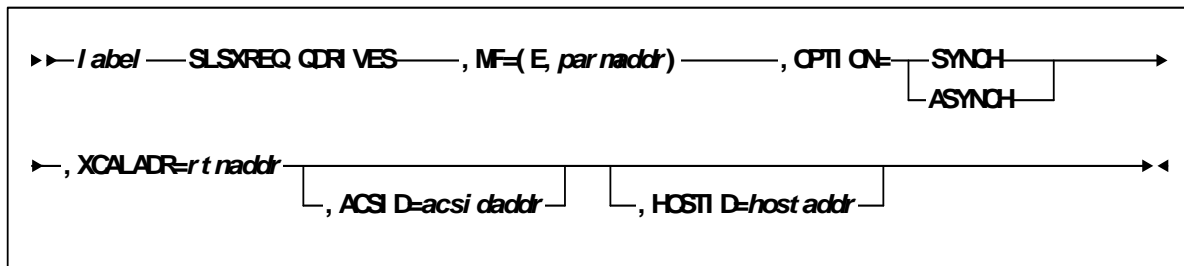 label SLSXREQ QDRIVES , MF=(E, parmaddr) , OPTION= SYNCH
ASYNCH
, XCALADR=rtnaddr
, ACSID=acsidaddr , HOSTID=hostaddr